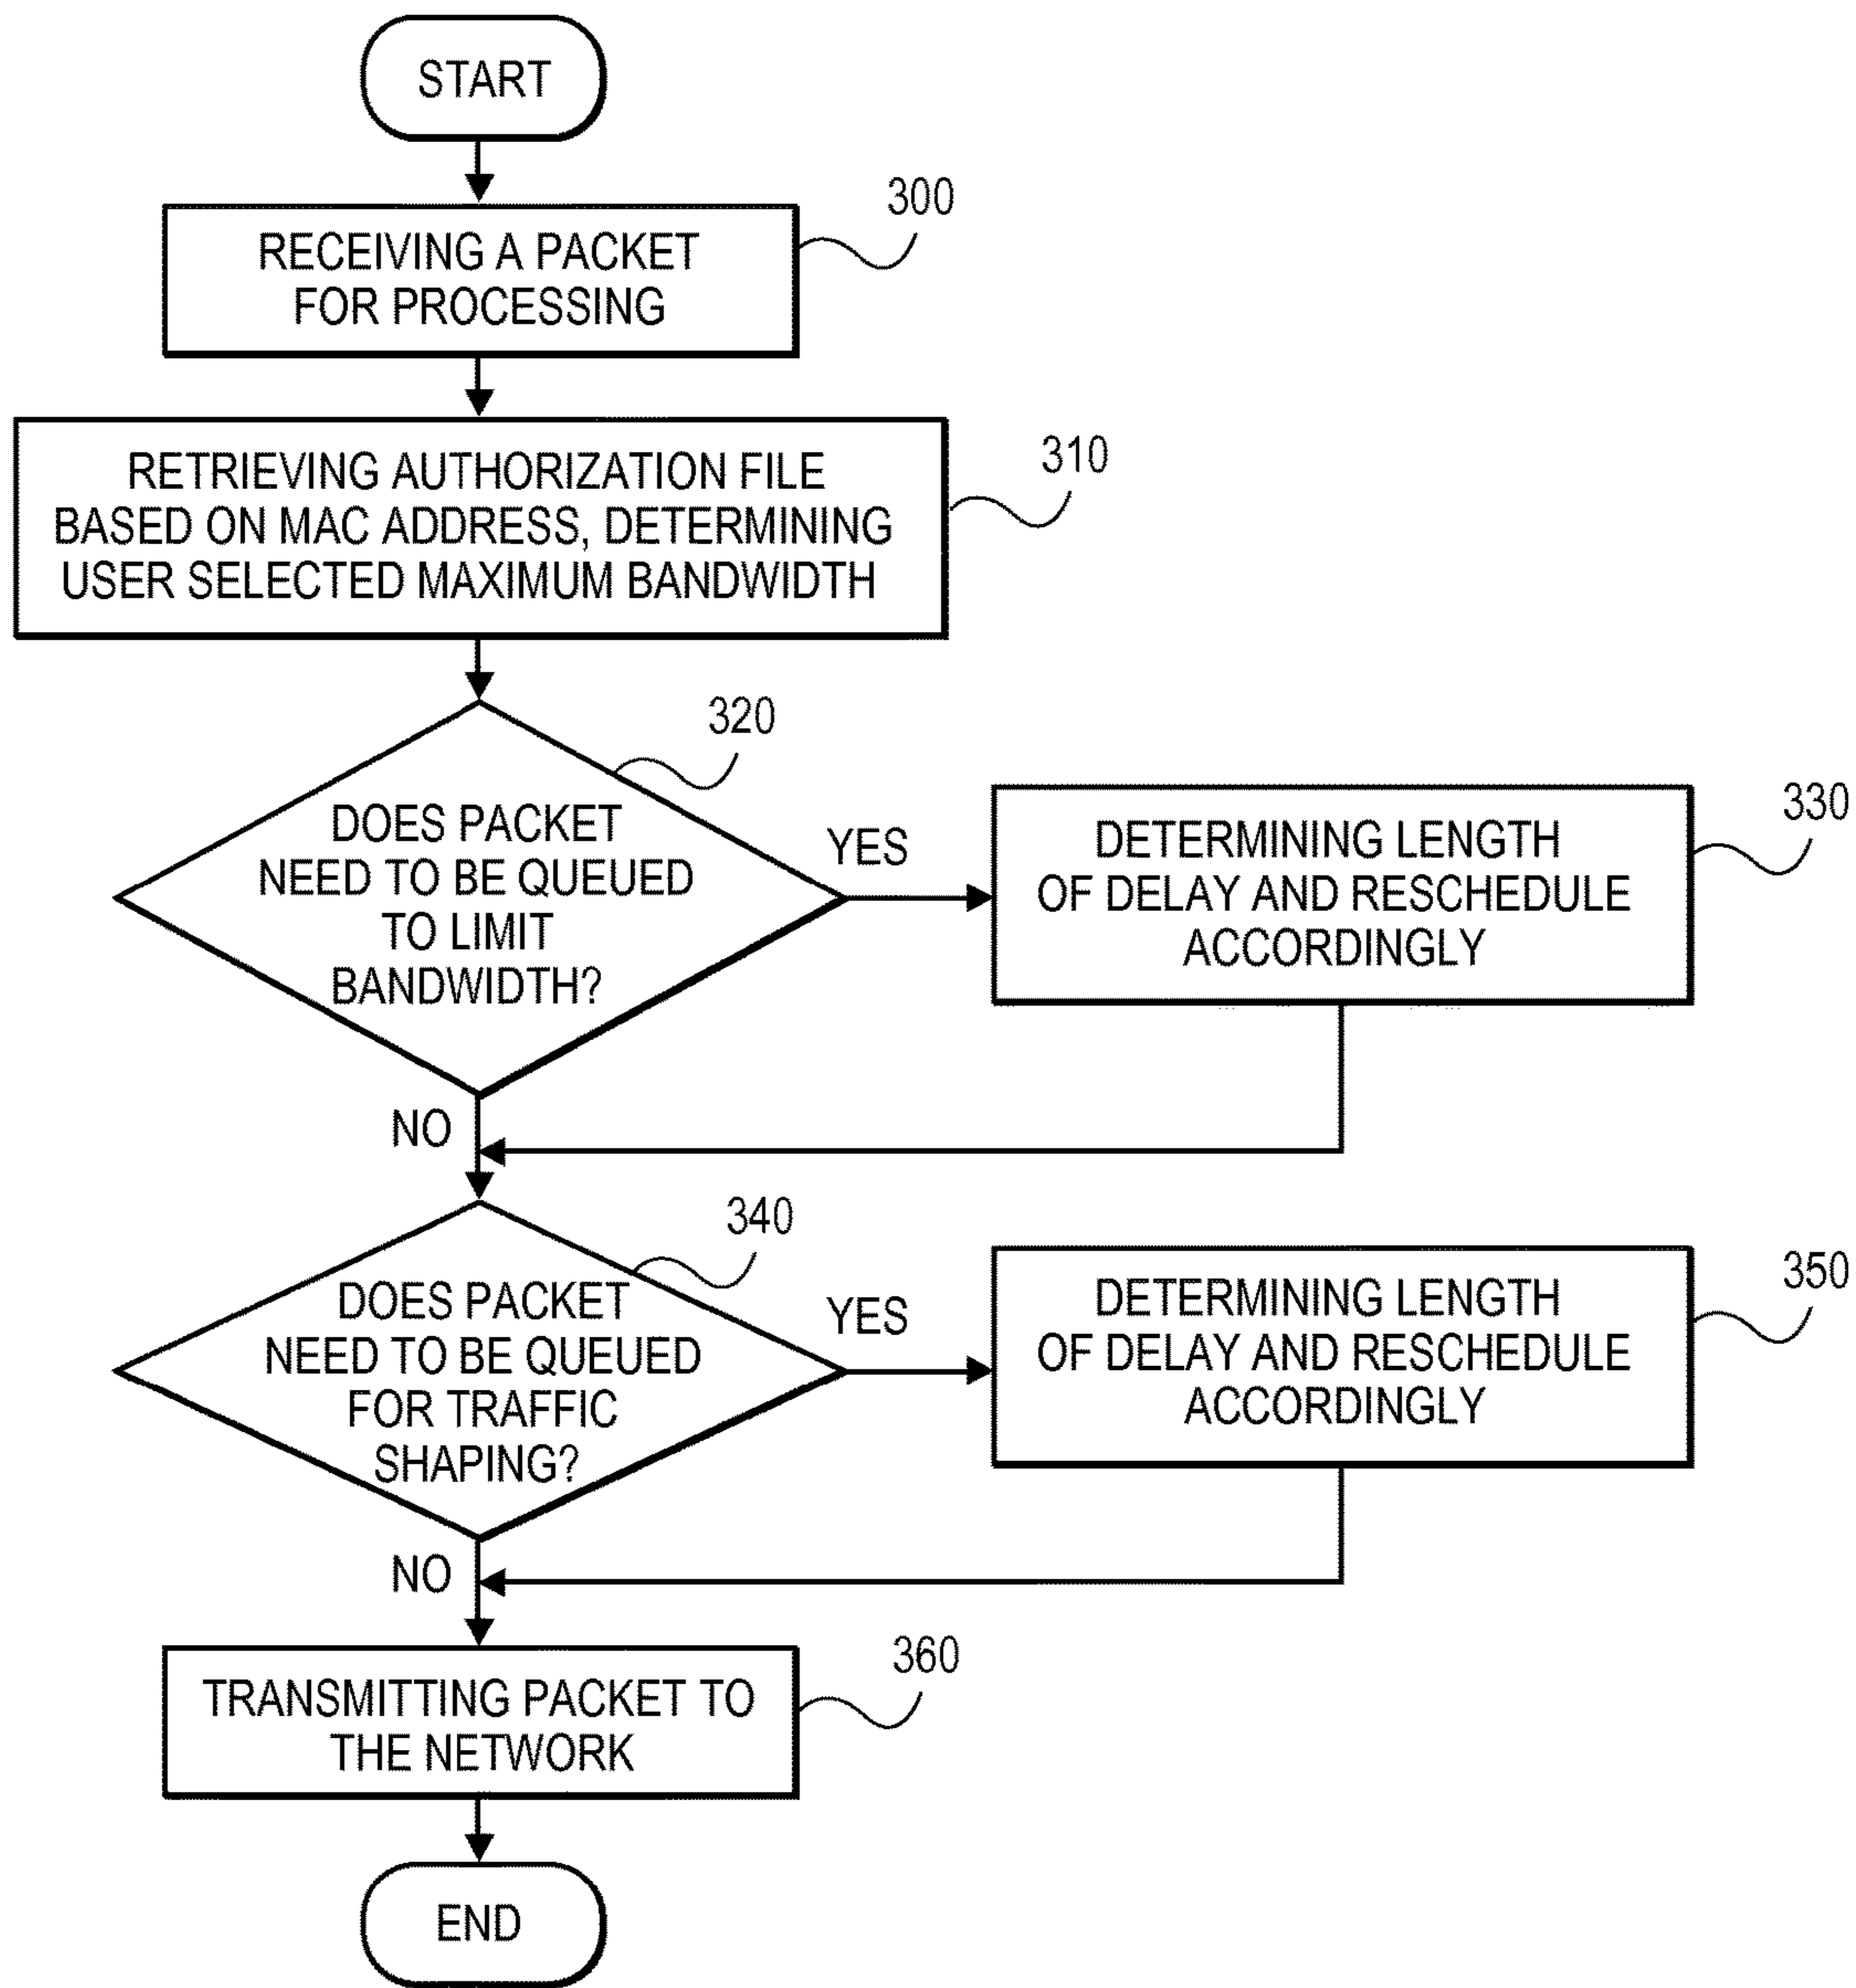 START
300
RECEIVING A PACKET
FOR PROCESSING
310
RETRIEVING AUTHORIZATION FILE
BASED ON MAC ADDRESS, DETERMINING
USER SELECTED MAXIMUM BANDWIDTH
320
DOES PACKET
NEED TO BE QUEUED
TO LIMIT
BANDWIDTH?
YES
330
DETERMINING LENGTH
OF DELAY AND RESCHEDULE
ACCORDINGLY
NO
340
DOES PACKET
NEED TO BE QUEUED
FOR TRAFFIC
SHAPING?
YES
350
DETERMINING LENGTH
OF DELAY AND RESCHEDULE
ACCORDINGLY
NO
360
TRANSMITTING PACKET TO
THE NETWORK
END